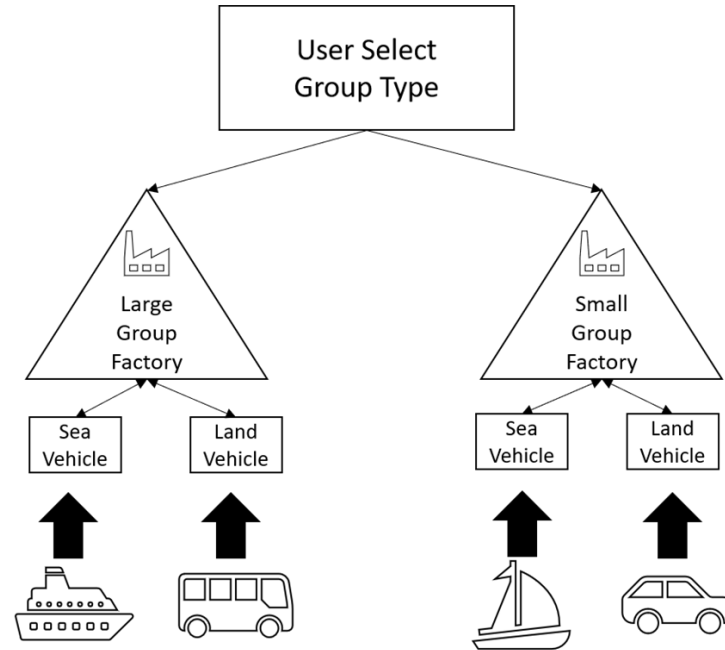 User Select
Group Type
Large
Group
Factory
Small
Group
Factory
Sea
Vehicle
Land
Vehicle
Sea
Vehicle
Land
Vehicle